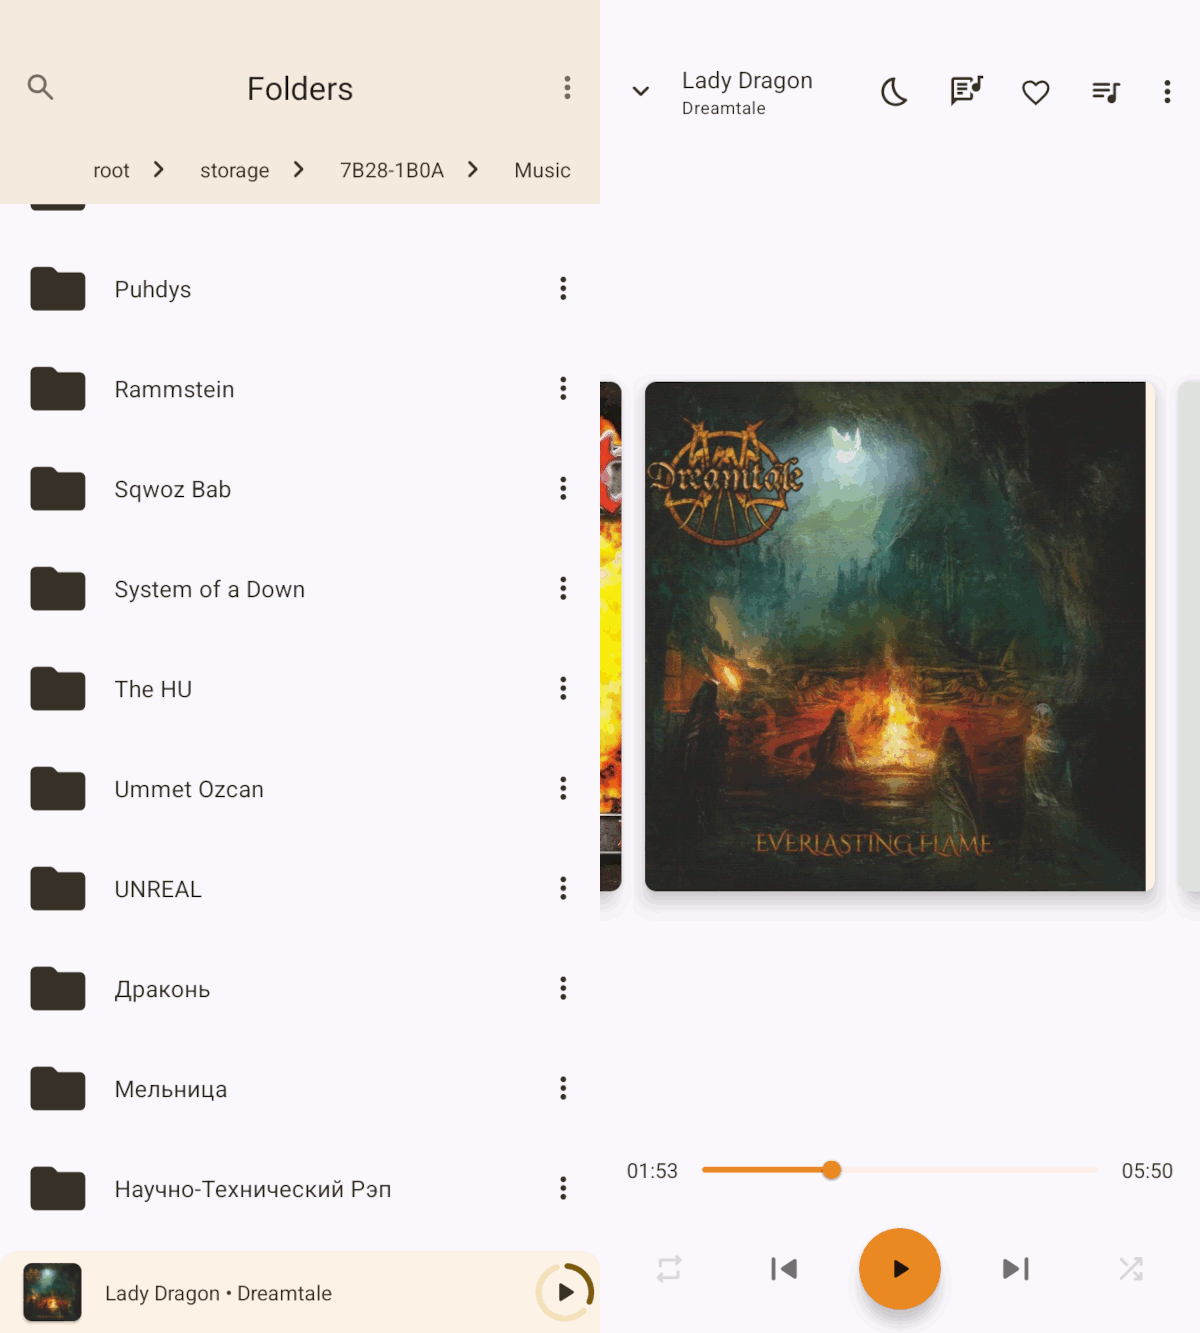 Folders
root
storage
7B28-1B0A
Music
Puhdys
Rammstein
Sqwoz Bab
System of a Down
The HU
Ummet Ozcan
UNREAL
Драконь
Мельница
Научно-Технический Рэп
Lady Dragon • Dreamtale
Lady Dragon
Dreamtale
Dreamtale
EVERLASTING FLAME
01:53
05:50